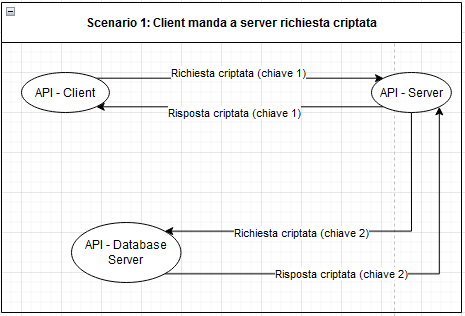 Scenario 1: Client manda a server richiesta criptata
Richiesta criptata (chiave 1)
API - Client
API - Server
Risposta criptata (chiave 1)
Richiesta criptata (chiave 2)
API - Database
Server
Risposta criptata (chiave 2)